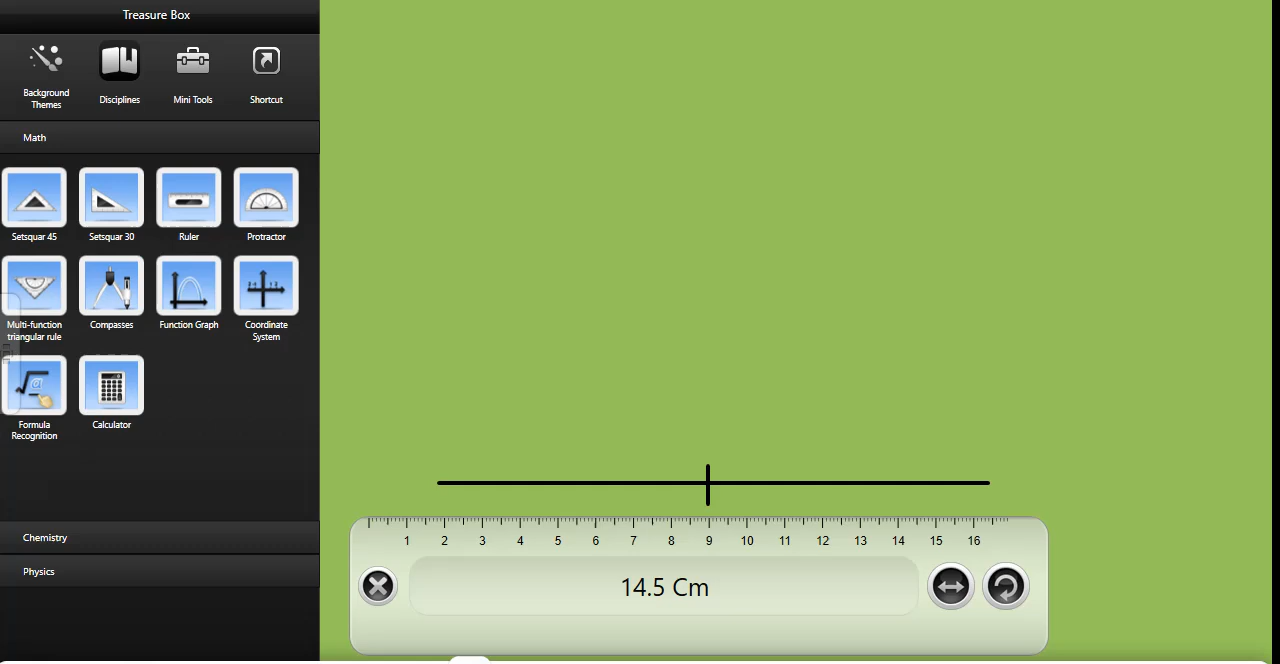 Treasure Box
Background
Themes
Disciplines
Mini Tools
Shortcut
Math
Setsquar 45
Setsquar 30
Ruler
Protractor
Multi-function
triangular rule
Compasses
Function Graph
Coordinate
System
Formula
Recognition
Calculator
Chemistry
Physics
1 2 3 4 5 6 7 8 9 10 11 12 13 14 15 16
14.5 Cm